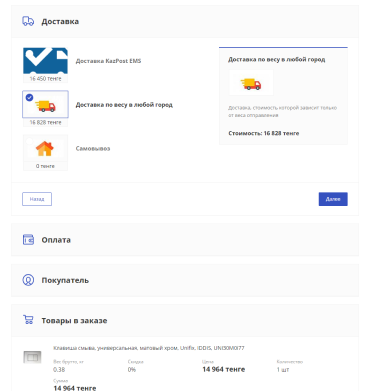 Доставка
Доставка KazPost EMS
16 450 тенге
Доставка по весу в любой город
16 828 тенге
Самовывоз
0 тенге
Доставка по весу в любой город
Доставка, стоимость которой зависит только
от веса отправления
Стоимость: 16 828 тенге
Назад
Далее
Оплата
Покупатель
Товары в заказе
Клавиша смыва, универсальная, матовый хром, Unifix, IDDIS, UNI30M0I77
Вес брутто, кг
0.38
Скидка
0%
Цена
14 964 тенге
Количество
1 шт
Сумма
14 964 тенге